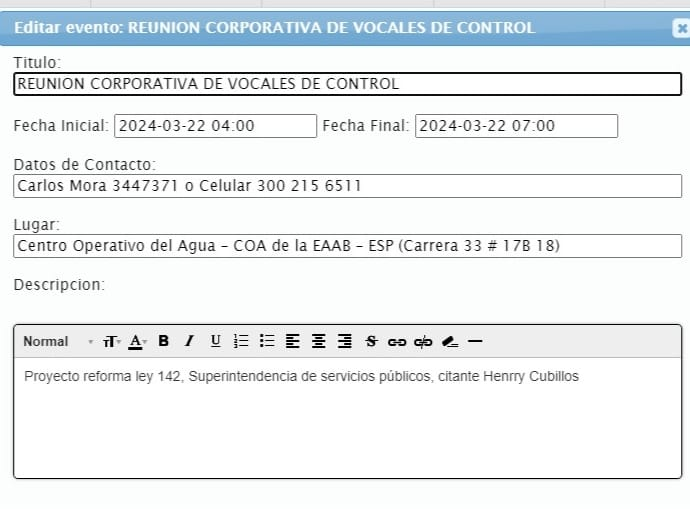 Editar evento: REUNION CORPORATIVA DE VOCALES DE CONTROL
Titulo:
REUNION CORPORATIVA DE VOCALES DE CONTROL
Fecha Inicial: 2024-03-22 04:00 Fecha Final: 2024-03-22 07:00
Datos de Contacto:
Carlos Mora 3447371 o Celular 300 215 6511
Lugar:
Centro Operativo del Agua - COA de la EAAB - ESP (Carrera 33 # 17B 18)
Descripcion:
Normal
Proyecto reforma ley 142, Superintendencia de servicios públicos, citante Henrry Cubillos